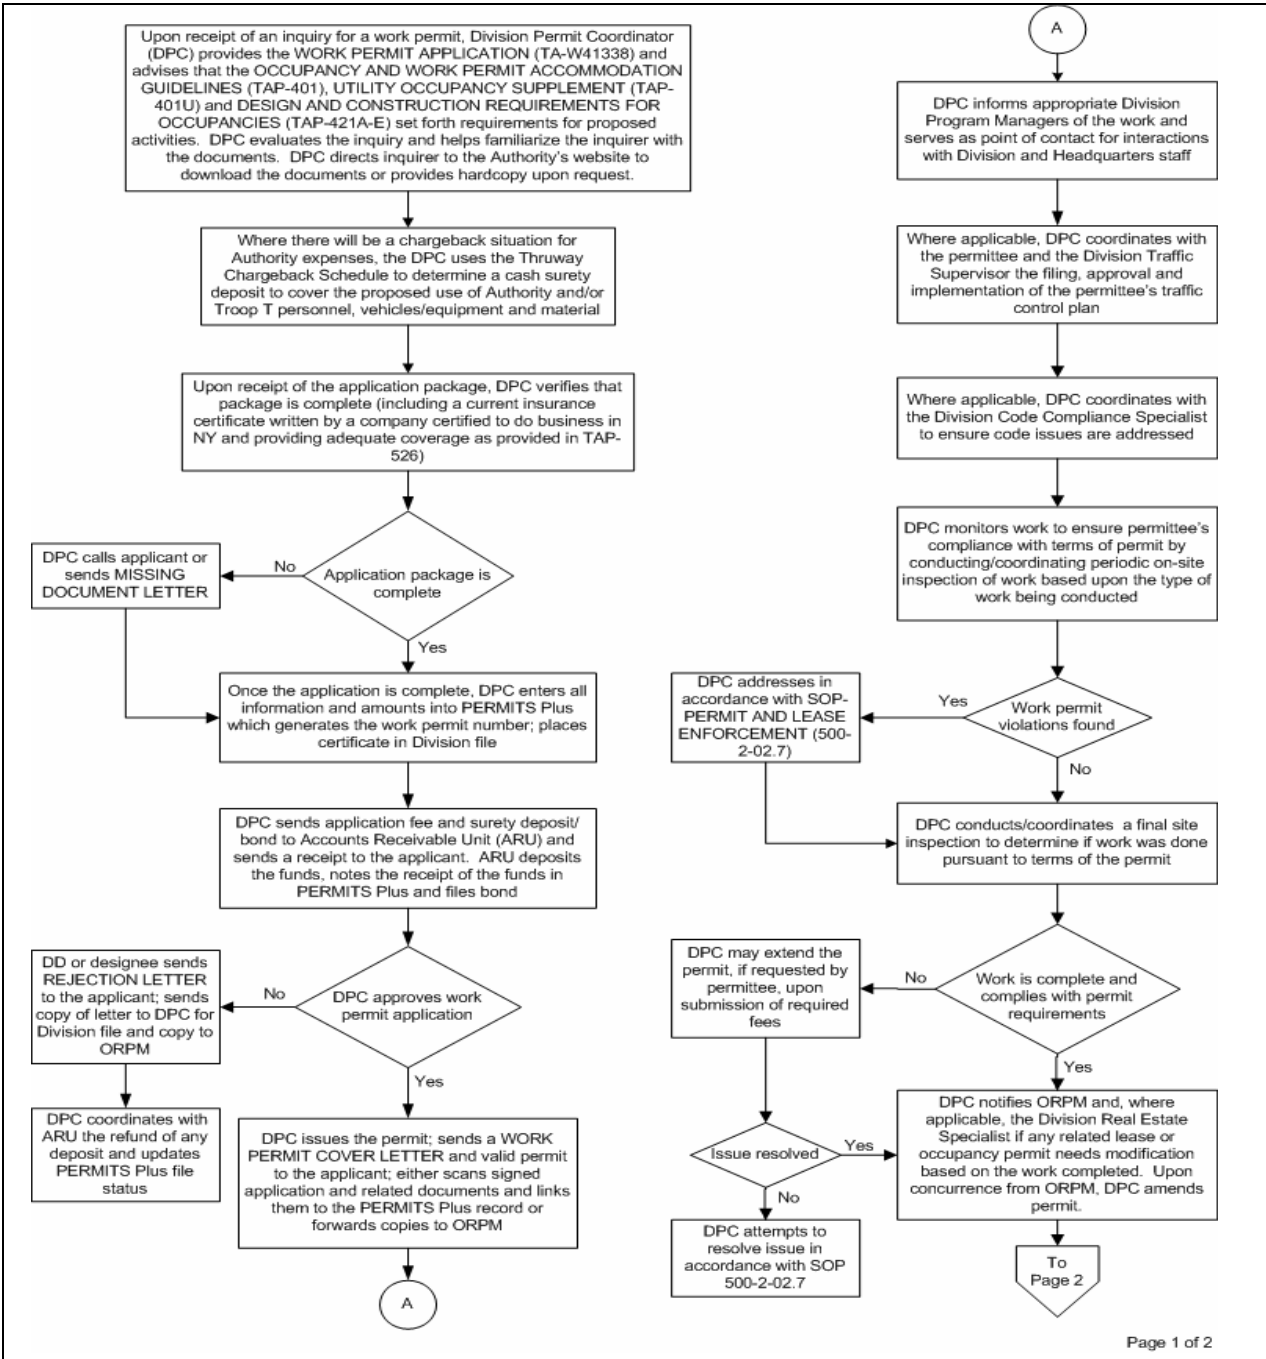 Upon receipt of an inquiry for a work permit, Division Permit Coordinator
(DPC) provides the WORK PERMIT APPLICATION (TA-W41338) and
advises that the OCCUPANCY AND WORK PERMIT ACCOMMODATION
GUIDELINES (TAP-401), UTILITY OCCUPANCY SUPPLEMENT (TAP-
401U) and DESIGN AND CONSTRUCTION REQUIREMENTS FOR
OCCUPANCIES (TAP-421A-E) set forth requirements for proposed
activities. DPC evaluates the inquiry and helps familiarize the inquirer with
the documents. DPC directs inquirer to the Authority's website to
download the documents or provides hardcopy upon request.
Where there will be a chargeback situation for
Authority expenses, the DPC uses the Thruway
Chargeback Schedule to determine a cash surety
deposit to cover the proposed use of Authority and/or
Troop T personnel, vehicles/equipment and material
Upon receipt of the application package, DPC verifies that
package is complete (including a current insurance
certificate written by a company certified to do business in
NY and providing adequate coverage as provided in TAP-
526)
Application package is
complete
No
DPC calls applicant or
sends MISSING
DOCUMENT LETTER
Yes
Once the application is complete, DPC enters all
information and amounts into PERMITS Plus
which generates the work permit number; places
certificate in Division file
DPC sends application fee and surety deposit/
bond to Accounts Receivable Unit (ARU) and
sends a receipt to the applicant. ARU deposits
the funds, notes the receipt of the funds in
PERMITS Plus and files bond
DPC approves work
permit application
No
DD or designee sends
REJECTION LETTER
to the applicant; sends
copy of letter to DPC for
Division file and copy to
ORPM
DPC coordinates with
ARU the refund of any
deposit and updates
PERMITS Plus file
status
Yes
DPC issues the permit; sends a WORK
PERMIT COVER LETTER and valid permit
to the applicant; either scans signed
application and related documents and links
them to the PERMITS Plus record or
forwards copies to ORPM
A
A
DPC informs appropriate Division
Program Managers of the work and
serves as point of contact for interactions
with Division and Headquarters staff
Where applicable, DPC coordinates with
the permittee and the Division Traffic
Supervisor the filing, approval and
implementation of the permittee's traffic
control plan
Where applicable, DPC coordinates with
the Division Code Compliance Specialist
to ensure code issues are addressed
DPC monitors work to ensure permittee's
compliance with terms of permit by
conducting/coordinating periodic on-site
inspection of work based upon the type of
work being conducted
Work permit
violations found
Yes
DPC addresses in
accordance with SOP-
PERMIT AND LEASE
ENFORCEMENT (500-
2-02.7)
No
DPC conducts/coordinates a final site
inspection to determine if work was done
pursuant to terms of the permit
Work is complete and
complies with permit
requirements
No
DPC may extend the
permit, if requested by
permittee, upon
submission of required
fees
Issue resolved
Yes
No
DPC attempts to
resolve issue in
accordance with SOP
500-2-02.7
Yes
DPC notifies ORPM and, where
applicable, the Division Real Estate
Specialist if any related lease or
occupancy permit needs modification
based on the work completed. Upon
concurrence from ORPM, DPC amends
permit.
To
Page 2
Page 1 of 2